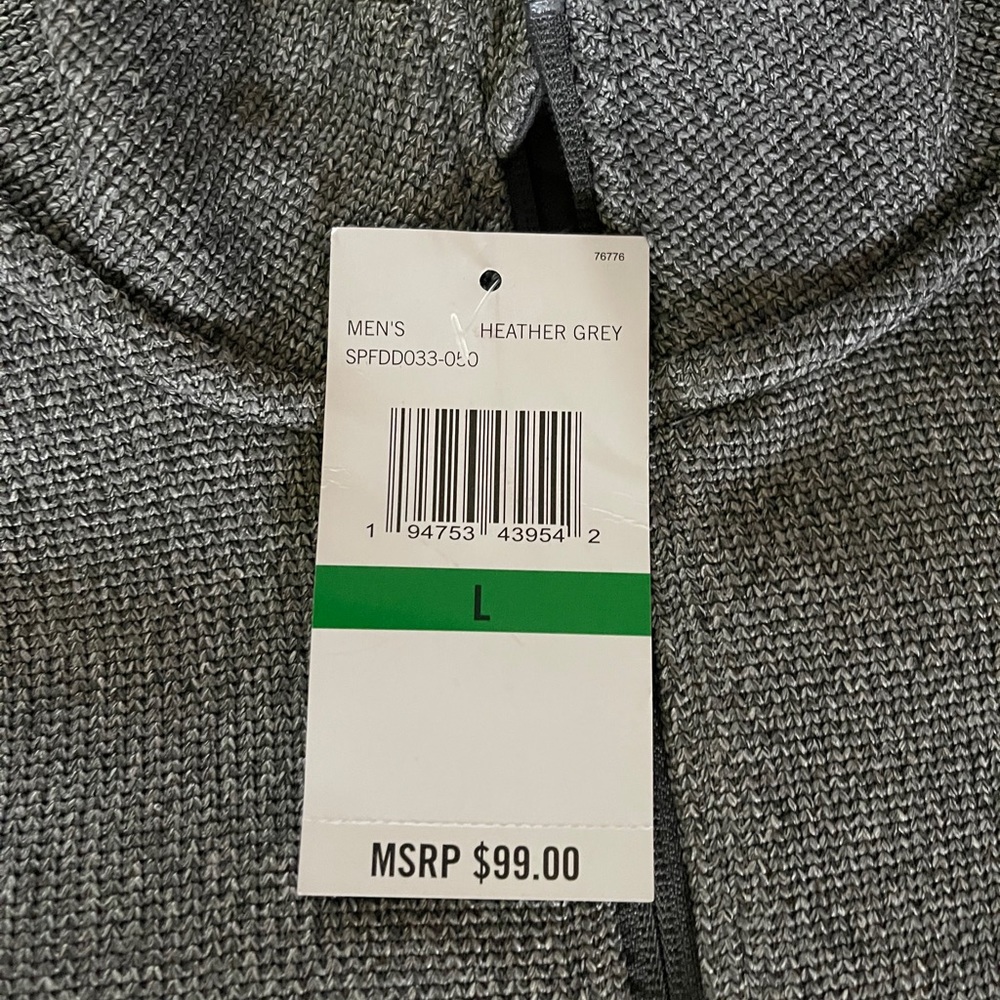 76776
MEN'S HEATHER GREY
SPFDD033-050
1 94753 43954 2
L
MSRP $99.00